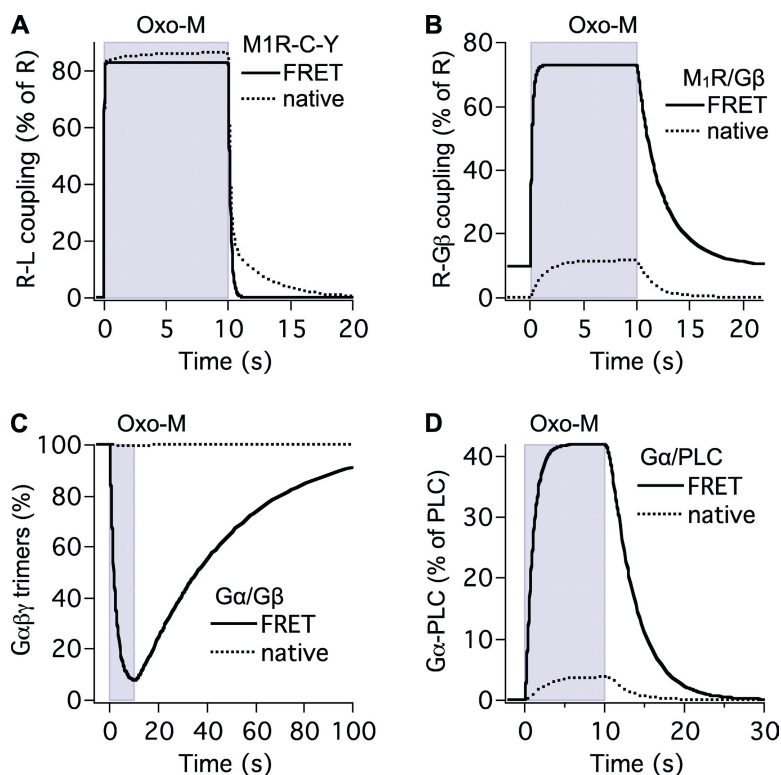 A
Oxo-M
M1R-C-Y
FRET
native
R-L coupling (% of R)
80
60
40
20
0
0 5 10 15 20
Time (s)
B
Oxo-M
M₁R/Gβ
FRET
native
R-Gβ coupling (% of R)
80
60
40
20
0
0 5 10 15 20
Time (s)
C
Oxo-M
Gα/Gβ
FRET
native
Gαβγ trimers (%)
100
80
60
40
20
0
0 20 40 60 80 100
Time (s)
D
Oxo-M
Gα/PLC
FRET
native
Gα-PLC (% of PLC)
40
30
20
10
0
0 10 20 30
Time (s)